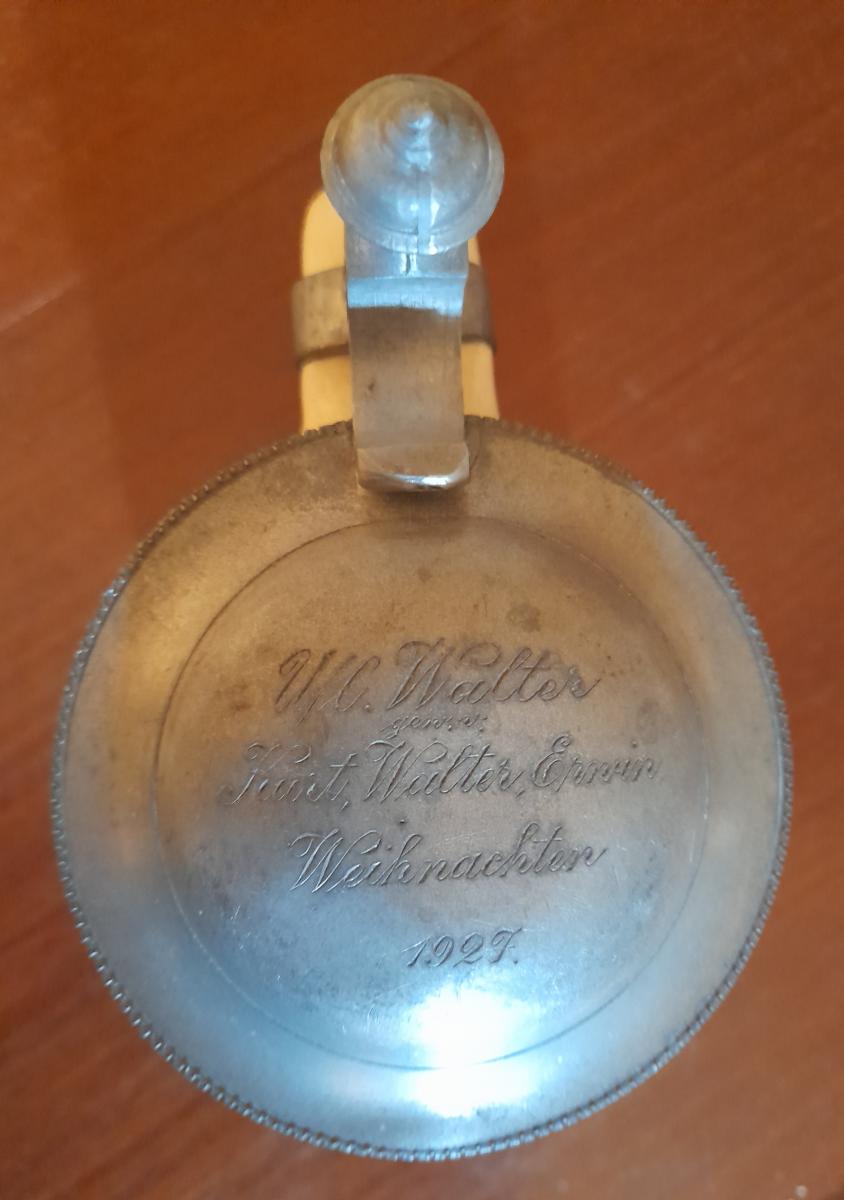 Walter
Kurt, Walter, Erwin
Weihnachten
1927.